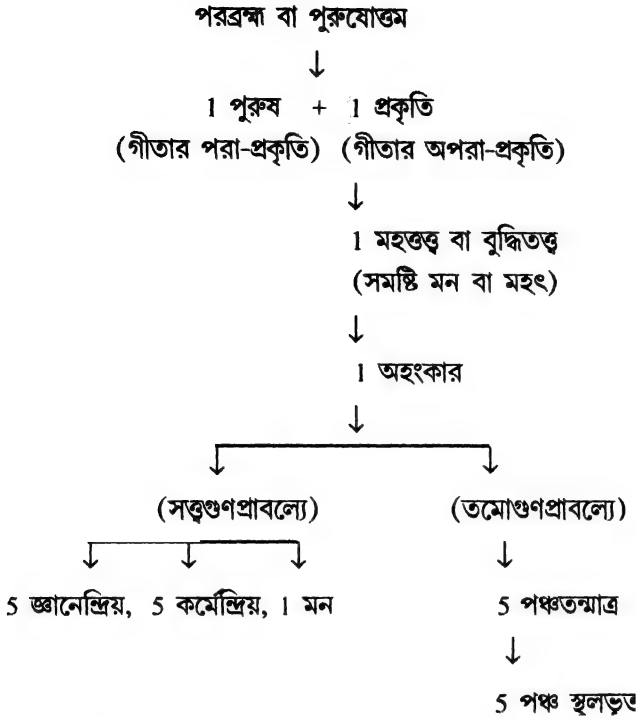 পরব্রহ্ম বা পুরুষোত্তম
1 পুরুষ + 1 প্রকৃতি
(গীতার পরা-প্রকৃতি) (গীতার অপরা-প্রকৃতি)
1 মহত্তত্ত্ব বা বুদ্ধিতত্ত্ব
(সমষ্টি মন বা মহৎ)
1 অহংকার
(সত্ত্বগুণপ্রাবল্যে) (তমোগুণপ্রাবল্যে)
5 জ্ঞানেন্দ্রিয়, 5 কর্মেন্দ্রিয়, 1 মন 5 পঞ্চতন্মাত্র
5 পঞ্চ স্থূলভূত